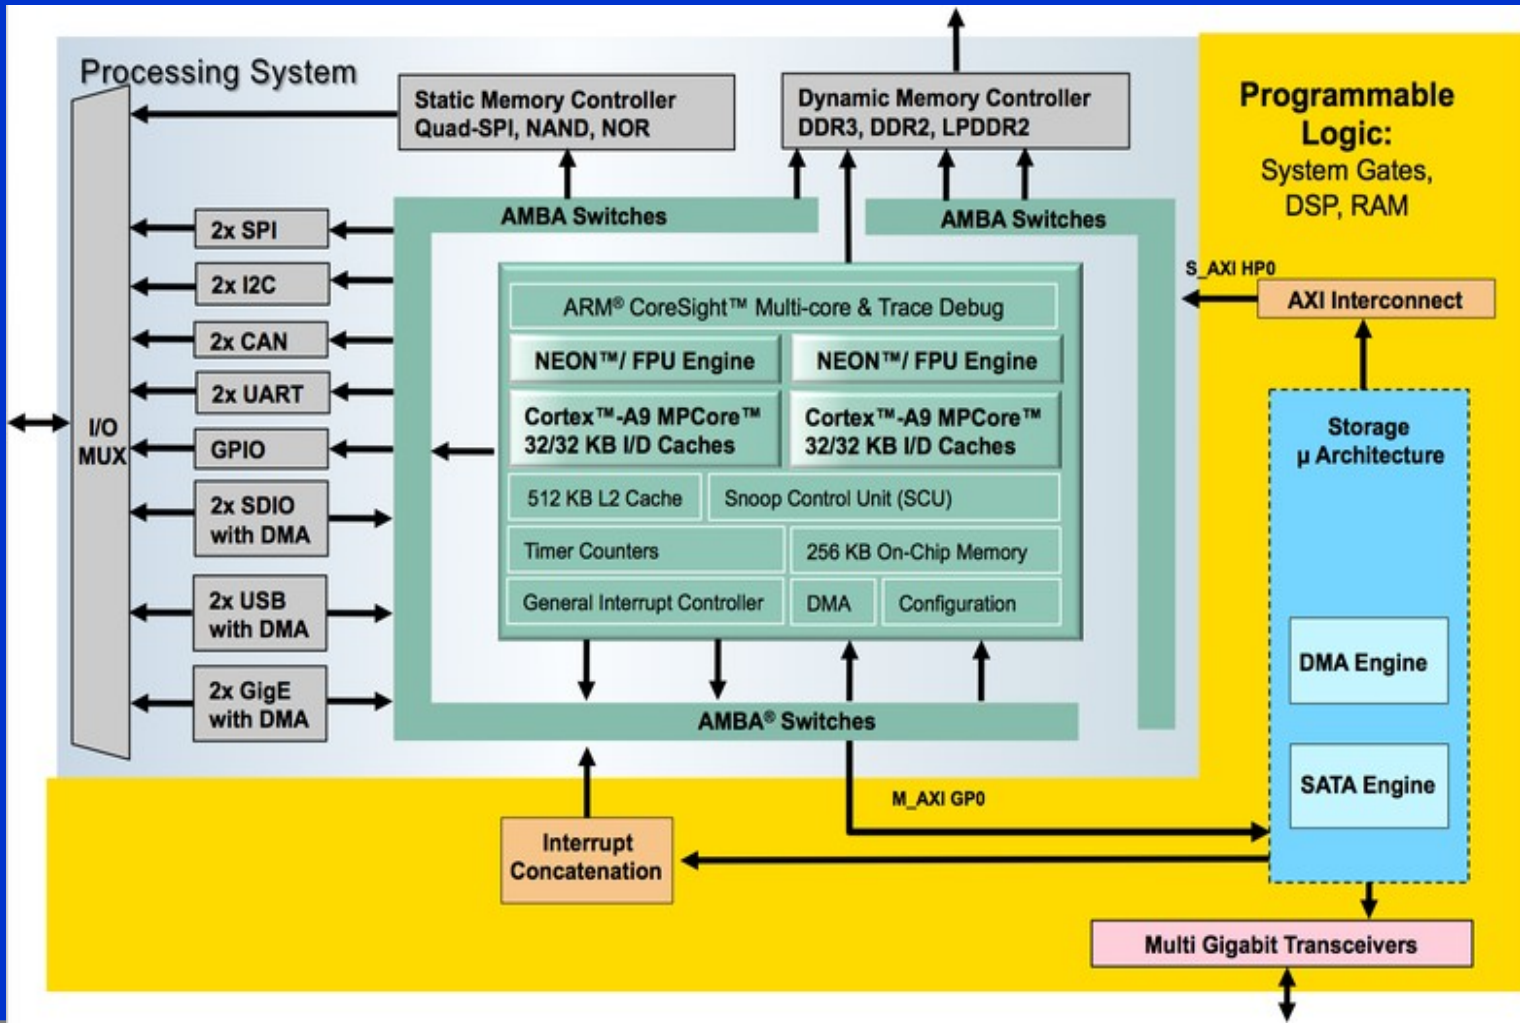 Processing System
Static Memory Controller
Quad-SPI, NAND, NOR
Dynamic Memory Controller
DDR3, DDR2, LPDDR2
Programmable
Logic:
System Gates,
DSP, RAM
AMBA Switches
AMBA Switches
2x SPI
2x I2C
2x CAN
2x UART
GPIO
2x SDIO
with DMA
2x USB
with DMA
2x GigE
with DMA
I/O
MUX
ARM® CoreSight™ Multi-core & Trace Debug
NEON™/ FPU Engine
NEON™/ FPU Engine
Cortex™-A9 MPCore™
32/32 KB I/D Caches
Cortex™-A9 MPCore™
32/32 KB I/D Caches
512 KB L2 Cache
Snoop Control Unit (SCU)
Timer Counters
256 KB On-Chip Memory
General Interrupt Controller
DMA
Configuration
AMBA® Switches
S_AXI HP0
AXI Interconnect
Storage
µ Architecture
DMA Engine
SATA Engine
M_AXI GP0
Interrupt
Concatenation
Multi Gigabit Transceivers